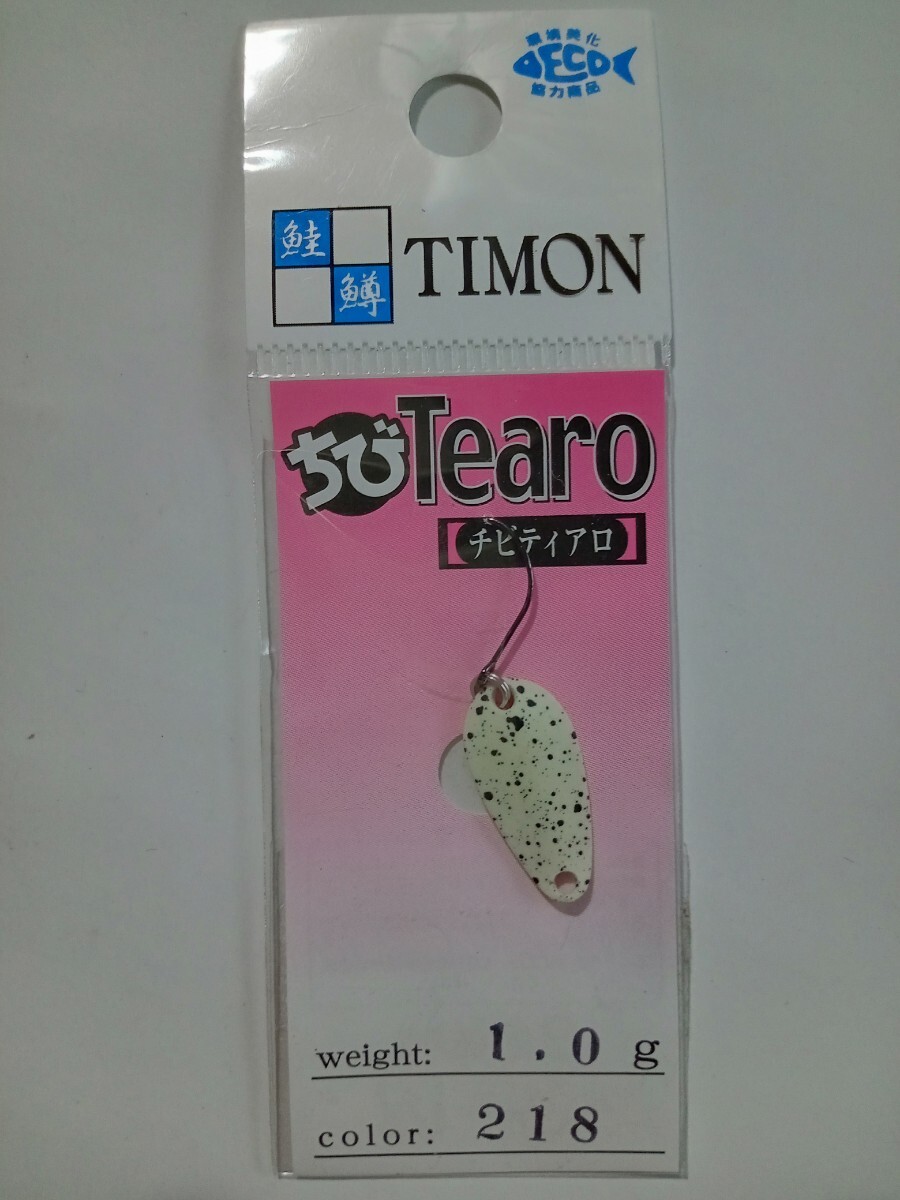 環境美化
ECO
協力商品
鮭
鱒
TIMON
ちびTearo
【チビティアロ】
weight: 1.0 g
color: 218